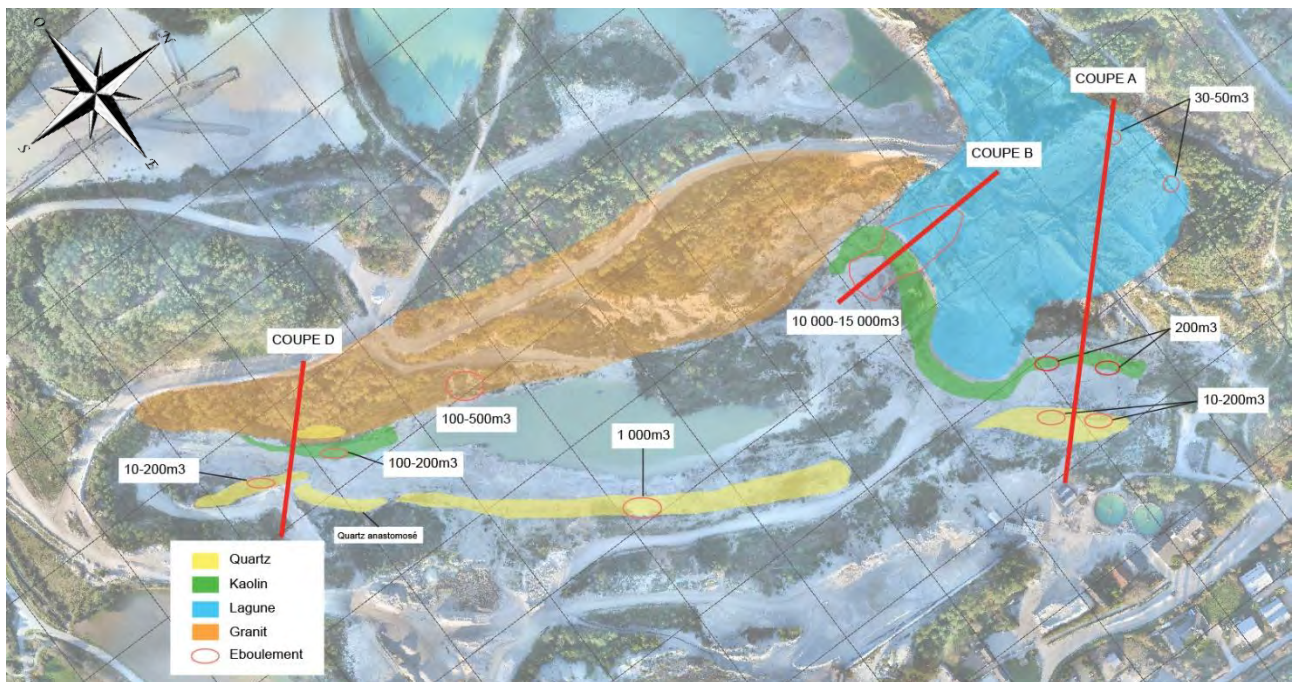 O
N
S
E
COUPE A
30-50m3
COUPE B
10 000-15 000m3
200m3
COUPE D
10-200m3
100-500m3
1 000m3
10-200m3
100-200m3
Quartz anastomosé
Quartz
Kaolin
Lagune
Granit
Eboulement